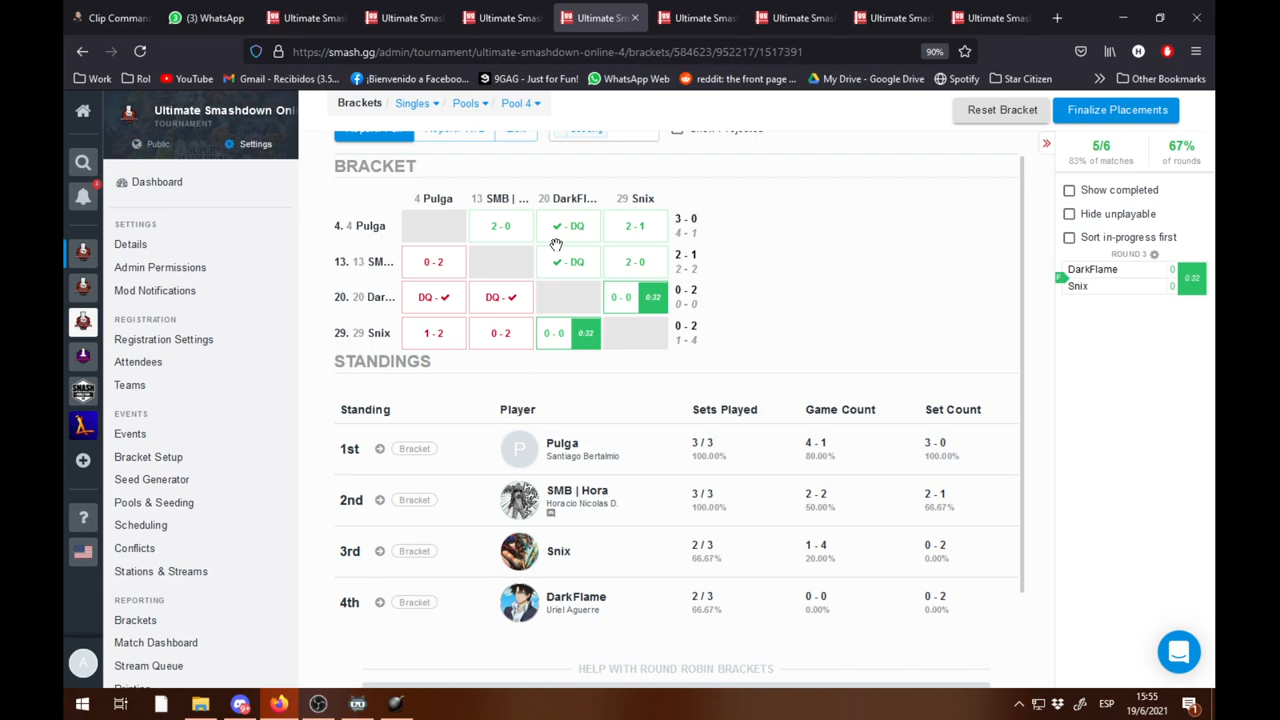 Clip Comman
(3) WhatsApp
Ultimate Smas
Ultimate Smas
Ultimate Smas
Ultimate Sm
Ultimate Smas
Ultimate Smas
Ultimate Smas
Ultimate Smas
https://smash.gg/admin/tournament/ultimate-smashdown-online-4/brackets/584623/952217/1517391
90%
Work
Rol
YouTube
Gmail - Recibidos (3.5...
¡Bienvenido a Faceboo...
9GAG - Just for Fun!
WhatsApp Web
reddit: the front page ...
My Drive - Google Drive
Spotify
Star Citizen
Other Bookmarks
Ultimate Smashdown Onl
TOURNAMENT
Public
Settings
Dashboard
SETTINGS
Details
Admin Permissions
Mod Notifications
REGISTRATION
Registration Settings
Attendees
Teams
EVENTS
Events
Bracket Setup
Seed Generator
Pools & Seeding
Scheduling
Conflicts
Stations & Streams
REPORTING
Brackets
Match Dashboard
Stream Queue
Brackets / Singles / Pools / Pool 4
Reset Bracket
Finalize Placements
BRACKET
4 Pulga 13 SMB | ... 20 DarkFl... 29 Snix
4. 4 Pulga 2 - 0 ✔ - DQ 2 - 1 3 - 0
4 - 1
13. 13 SM... 0 - 2 ✔ - DQ 2 - 0 2 - 1
2 - 2
20. 20 Dar... DQ - ✔ DQ - ✔ 0 - 0 0:32 0 - 2
0 - 0
29. 29 Snix 1 - 2 0 - 2 0 - 0 0:32 0 - 2
1 - 4
STANDINGS
Standing Player Sets Played Game Count Set Count
1st Bracket P Pulga 3 / 3 4 - 1 3 - 0
Santiago Bertalmio 100.00% 80.00% 100.00%
2nd Bracket SMB | Hora 3 / 3 2 - 2 2 - 1
Horacio Nicolas D. 100.00% 50.00% 66.67%
3rd Bracket Snix 2 / 3 1 - 4 0 - 2
66.67% 20.00% 0.00%
4th Bracket DarkFlame 2 / 3 0 - 0 0 - 2
Uriel Aguerre 66.67% 0.00% 0.00%
HELP WITH ROUND ROBIN BRACKETS
5/6 67%
83% of matches of rounds
Show completed
Hide unplayable
Sort in-progress first
ROUND 3
F DarkFlame 0
Snix 0
0:32
A
ESP
15:55
19/6/2021